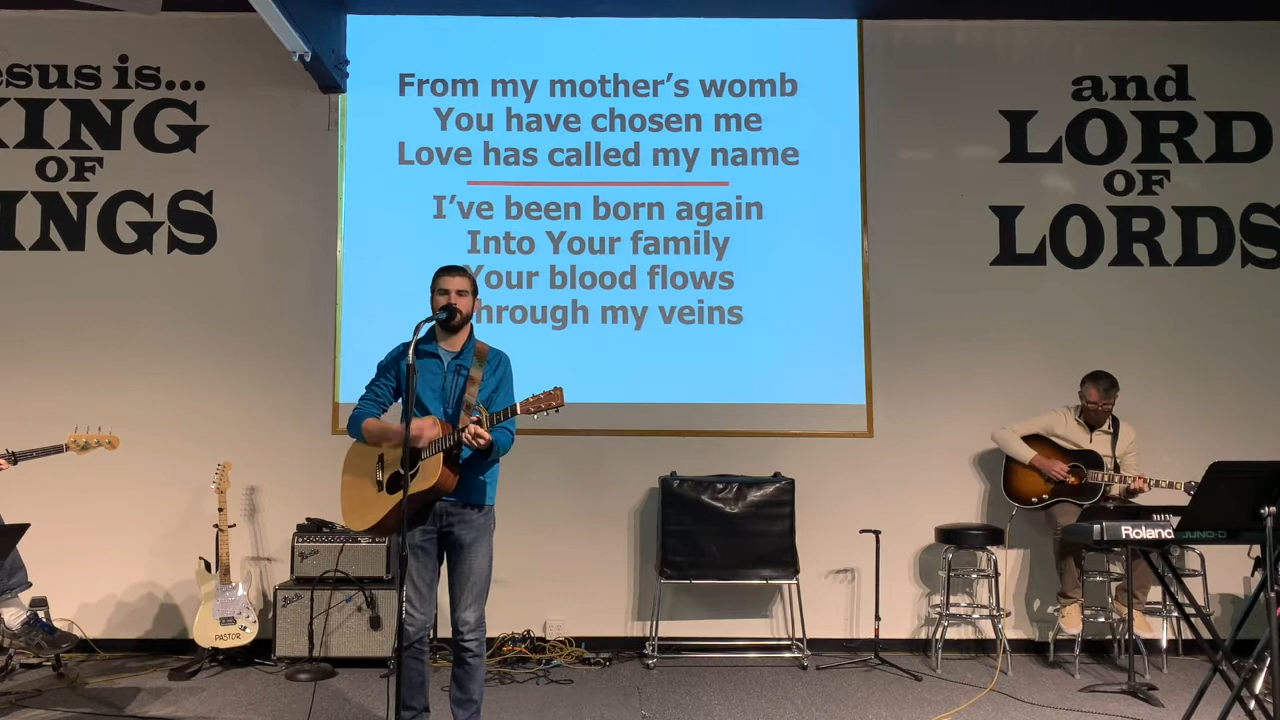 esus is...
KING
OF
INGS
From my mother's womb
You have chosen me
Love has called my name
I've been born again
Into Your family
Your blood flows
hrough my veins
and
LORD
OF
LORDS
Fender
Fender
PASTOR
Roland
JUNO-D